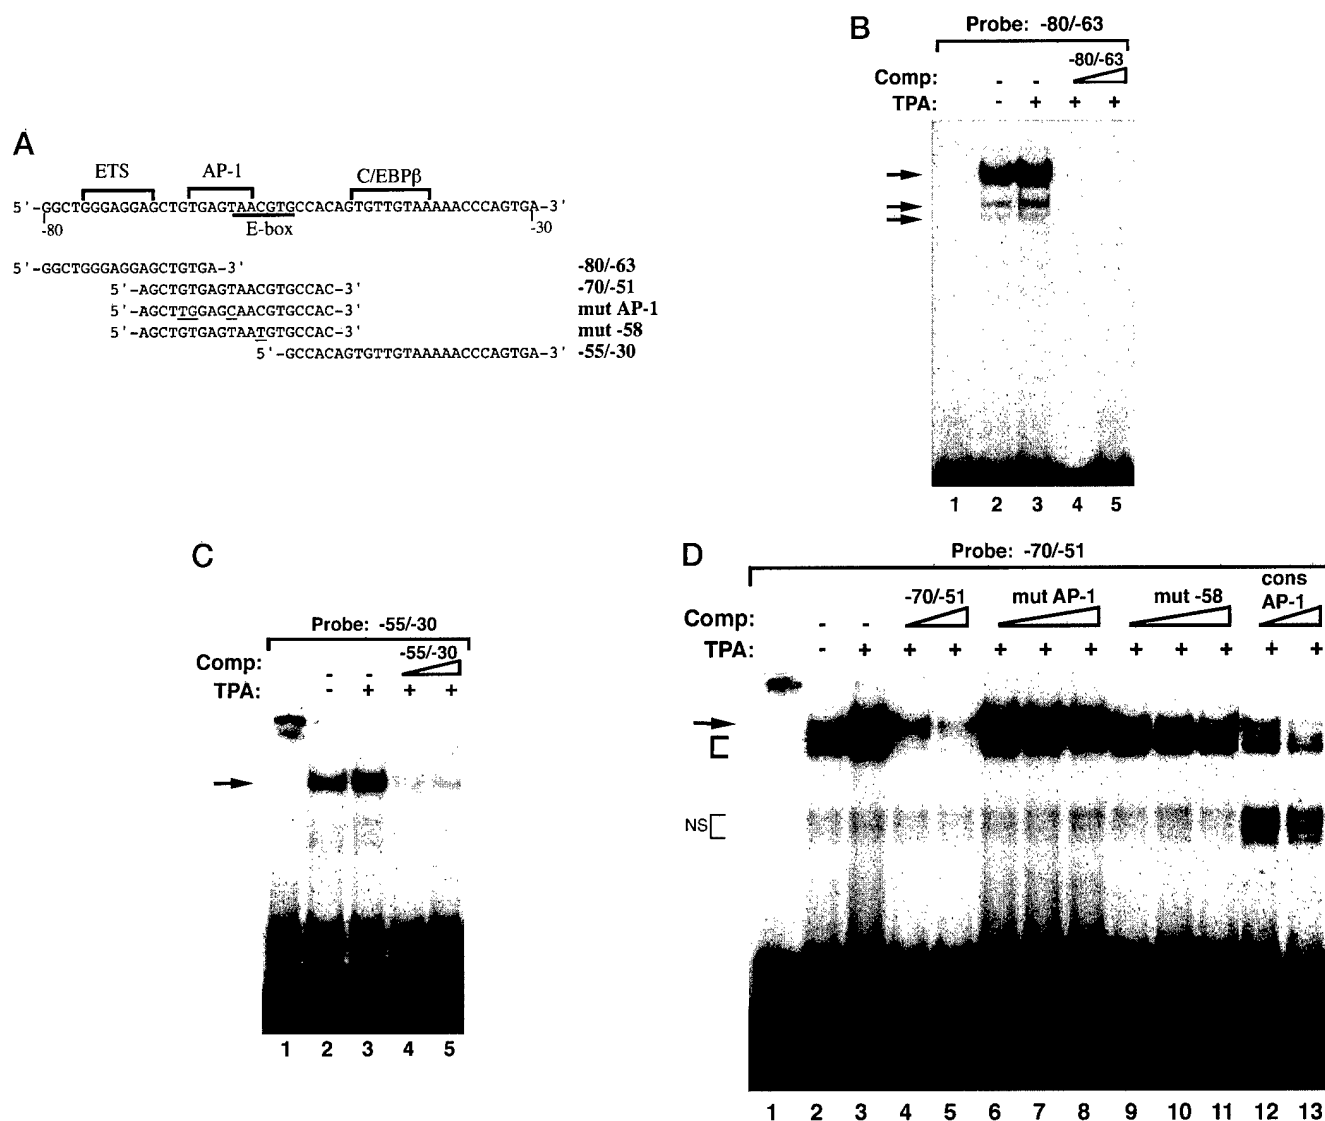 A
ETS AP-1 C/EBPβ
5'-GGCTGGGAGGAGCTGTGAGTAACGTGCCACAGTGTTGTAAAAACCCAGTGA-3'
-80 E-box -30
5'-GGCTGGGAGGAGCTGTGA-3' -80/-63
5'-AGCTGTGAGTAACGTGCCAC-3' -70/-51
5'-AGCTTGGAGCAACGTGCCAC-3' mut AP-1
5'-AGCTGTGAGTAATGTGCCAC-3' mut -58
5'-GCCACAGTGTTGTAAAAACCCAGTGA-3' -55/-30
B
Probe: -80/-63
-80/-63
Comp: - -
TPA: - + + +
1 2 3 4 5
C
Probe: -55/-30
-55/-30
Comp: - -
TPA: - + + +
1 2 3 4 5
D
Probe: -70/-51
-70/-51 mut AP-1 mut -58 cons AP-1
Comp: - -
TPA: - + + + + + + + + + + +
NS
1 2 3 4 5 6 7 8 9 10 11 12 13